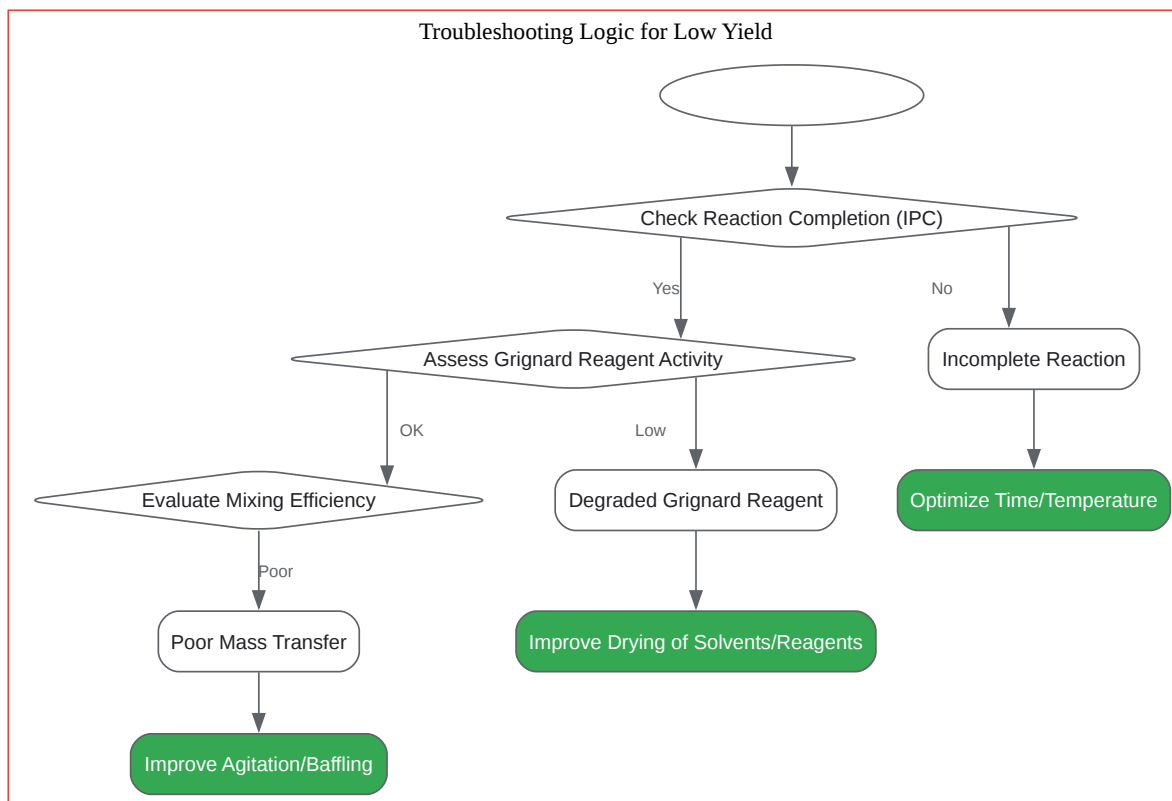 Troubleshooting Logic for Low Yield
Check Reaction Completion (IPC)
Yes
No
Assess Grignard Reagent Activity
Incomplete Reaction
OK
Low
Evaluate Mixing Efficiency
Degraded Grignard Reagent
Optimize Time/Temperature
Poor
Poor Mass Transfer
Improve Drying of Solvents/Reagents
Improve Agitation/Baffling